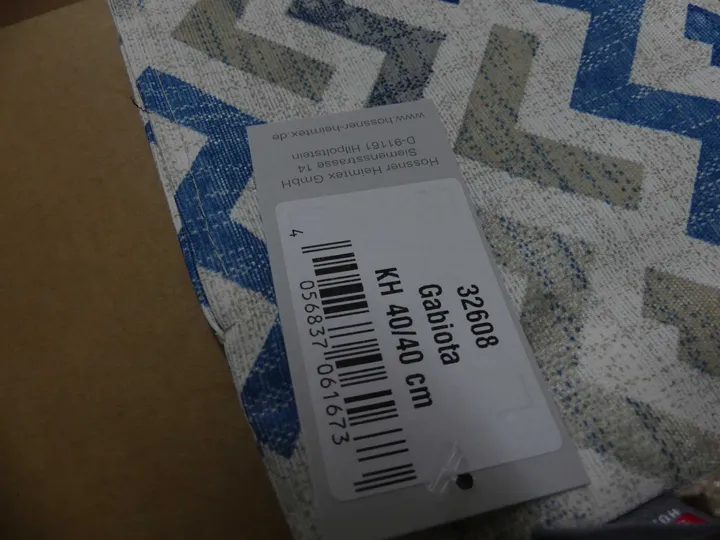 Hossner Heimtex GmbH
Siemensstrasse 14
D-91161 Hilpoltstein
www.hossner-heimtex.de
32608
Gabiota
KH 40/40 cm
4 056837 061673